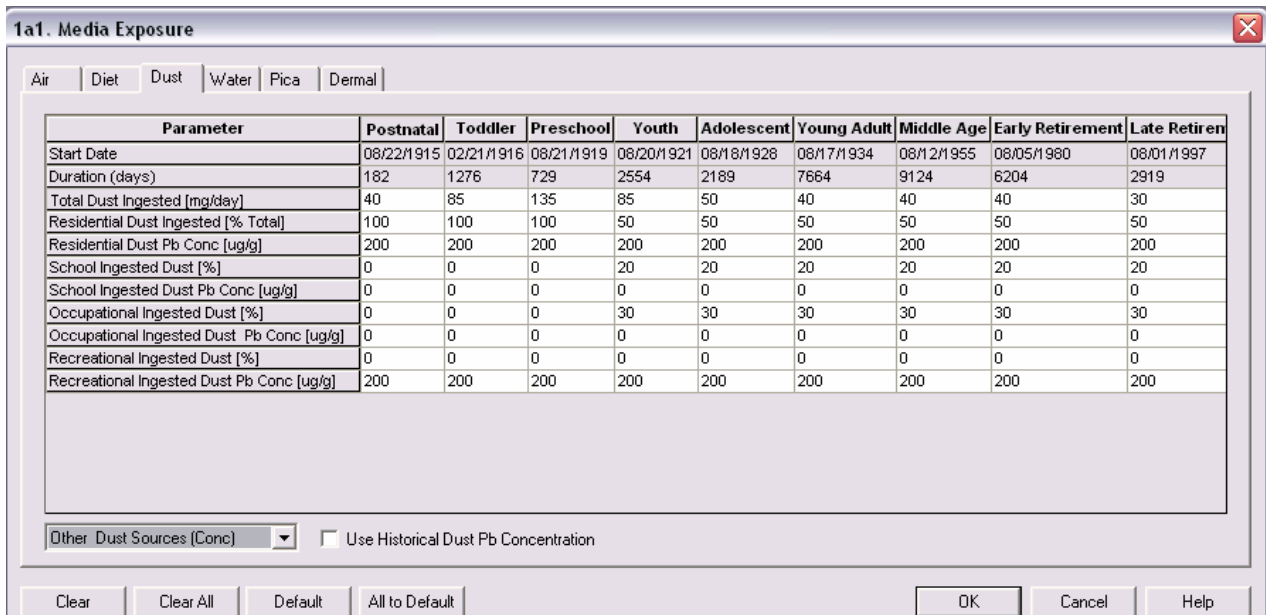 1a1. Media Exposure
Air Diet Dust Water Pica Dermal
Parameter Postnatal Toddler Preschool Youth Adolescent Young Adult Middle Age Early Retirement Late Retiren
Start Date 08/22/1915 02/21/1916 08/21/1919 08/20/1921 08/18/1928 08/17/1934 08/12/1955 08/05/1980 08/01/1997
Duration (days) 182 1276 729 2554 2189 7664 9124 6204 2919
Total Dust Ingested [mg/day] 40 85 135 85 50 40 40 40 30
Residential Dust Ingested [% Total] 100 100 100 50 50 50 50 50 50
Residential Dust Pb Conc [ug/g] 200 200 200 200 200 200 200 200 200
School Ingested Dust [%] 0 0 0 20 20 20 20 20 20
School Ingested Dust Pb Conc [ug/g] 0 0 0 0 0 0 0 0 0
Occupational Ingested Dust [%] 0 0 0 30 30 30 30 30 30
Occupational Ingested Dust Pb Conc [ug/g] 0 0 0 0 0 0 0 0 0
Recreational Ingested Dust [%] 0 0 0 0 0 0 0 0 0
Recreational Ingested Dust Pb Conc [ug/g] 200 200 200 200 200 200 200 200 200
Other Dust Sources (Conc) Use Historical Dust Pb Concentration
Clear Clear All Default All to Default OK Cancel Help